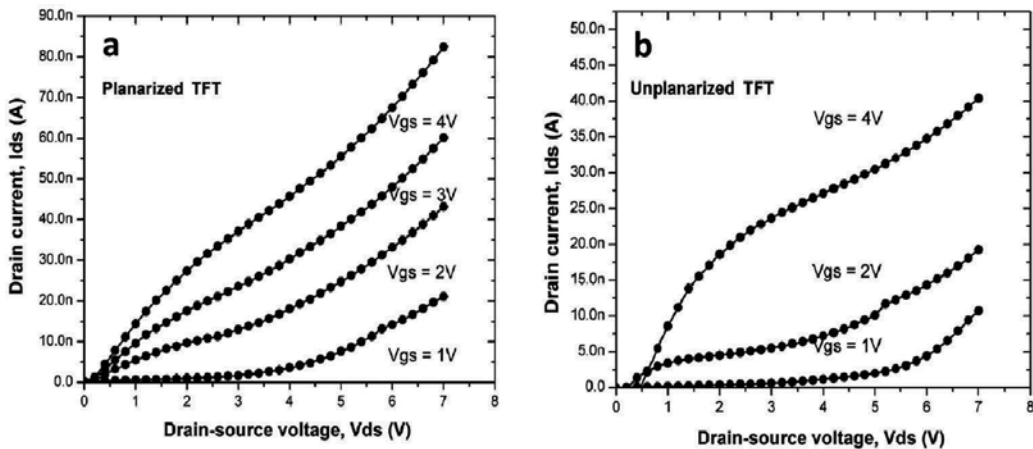 a
Planarized TFT
Drain current, Ids (A)
90.0n
80.0n
70.0n
60.0n
50.0n
40.0n
30.0n
20.0n
10.0n
0.0
Vgs = 4V
Vgs = 3V
Vgs = 2V
Vgs = 1V
0 1 2 3 4 5 6 7 8
Drain-source voltage, Vds (V)
b
Unplanarized TFT
Drain current, Ids (A)
50.0n
45.0n
40.0n
35.0n
30.0n
25.0n
20.0n
15.0n
10.0n
5.0n
0.0
Vgs = 4V
Vgs = 2V
Vgs = 1V
0 1 2 3 4 5 6 7 8
Drain-source voltage, Vds (V)